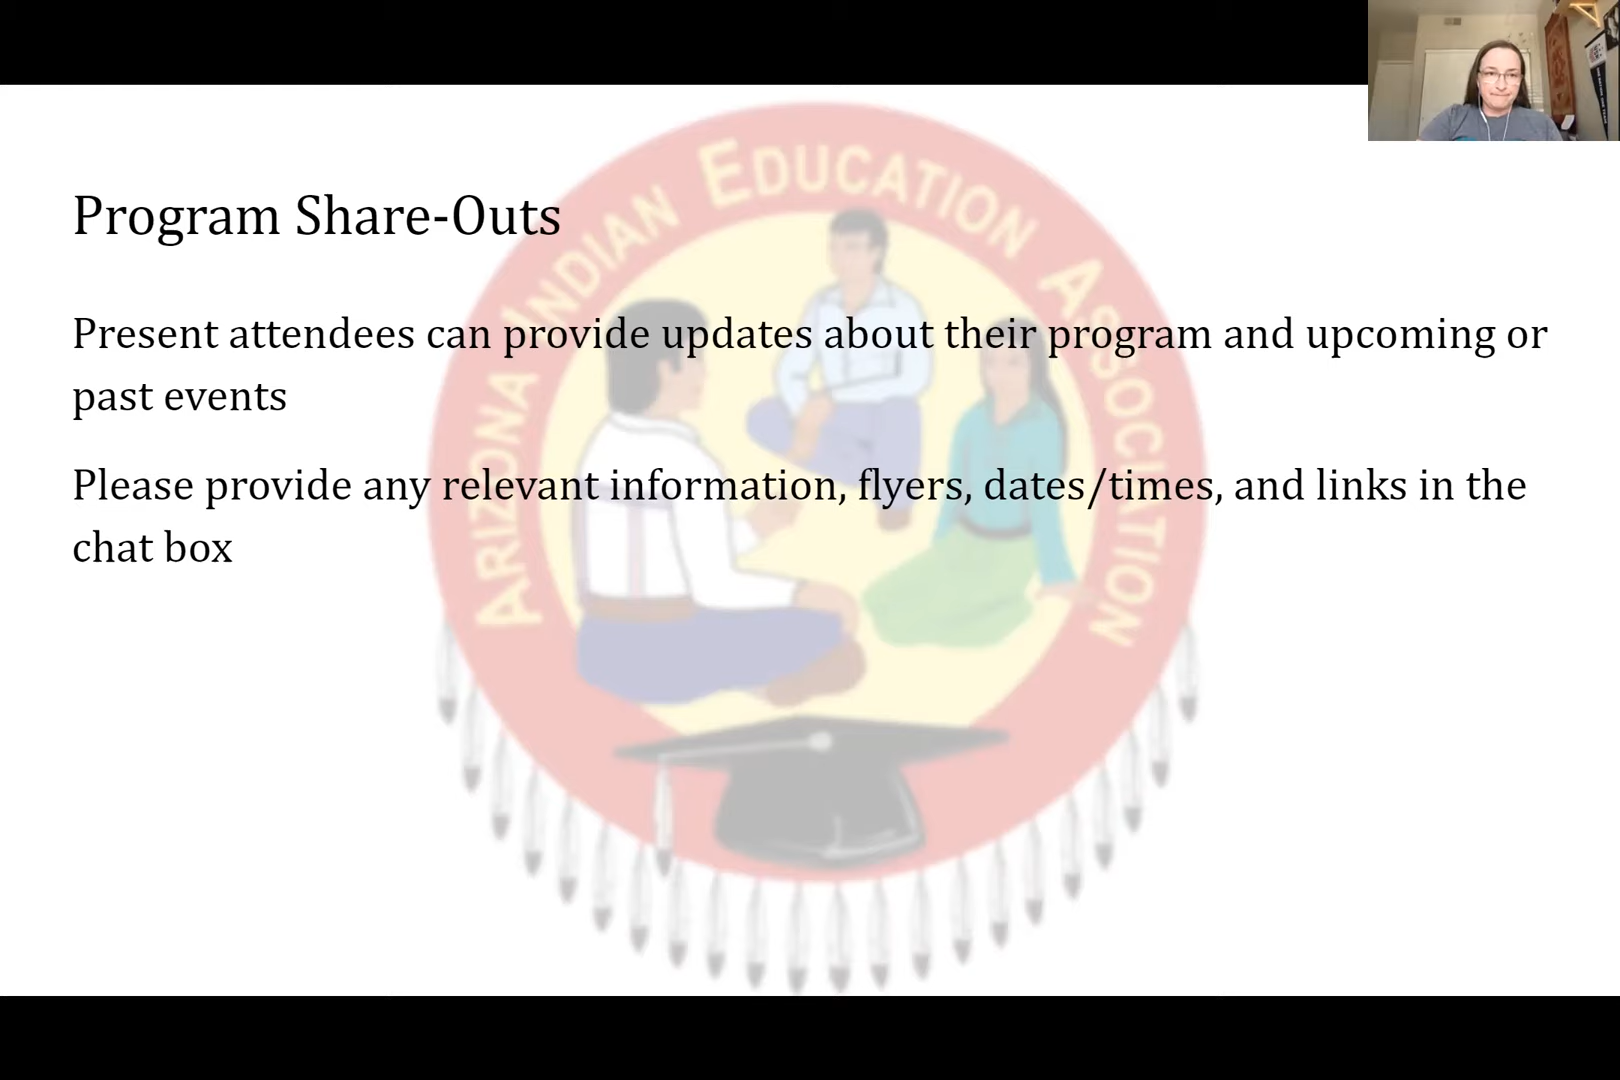 Program Share-Outs
Present attendees can provide updates about their program and upcoming or
past events
Please provide any relevant information, flyers, dates/times, and links in the
chat box
ARIZONA INDIAN EDUCATION ASSOCIATION